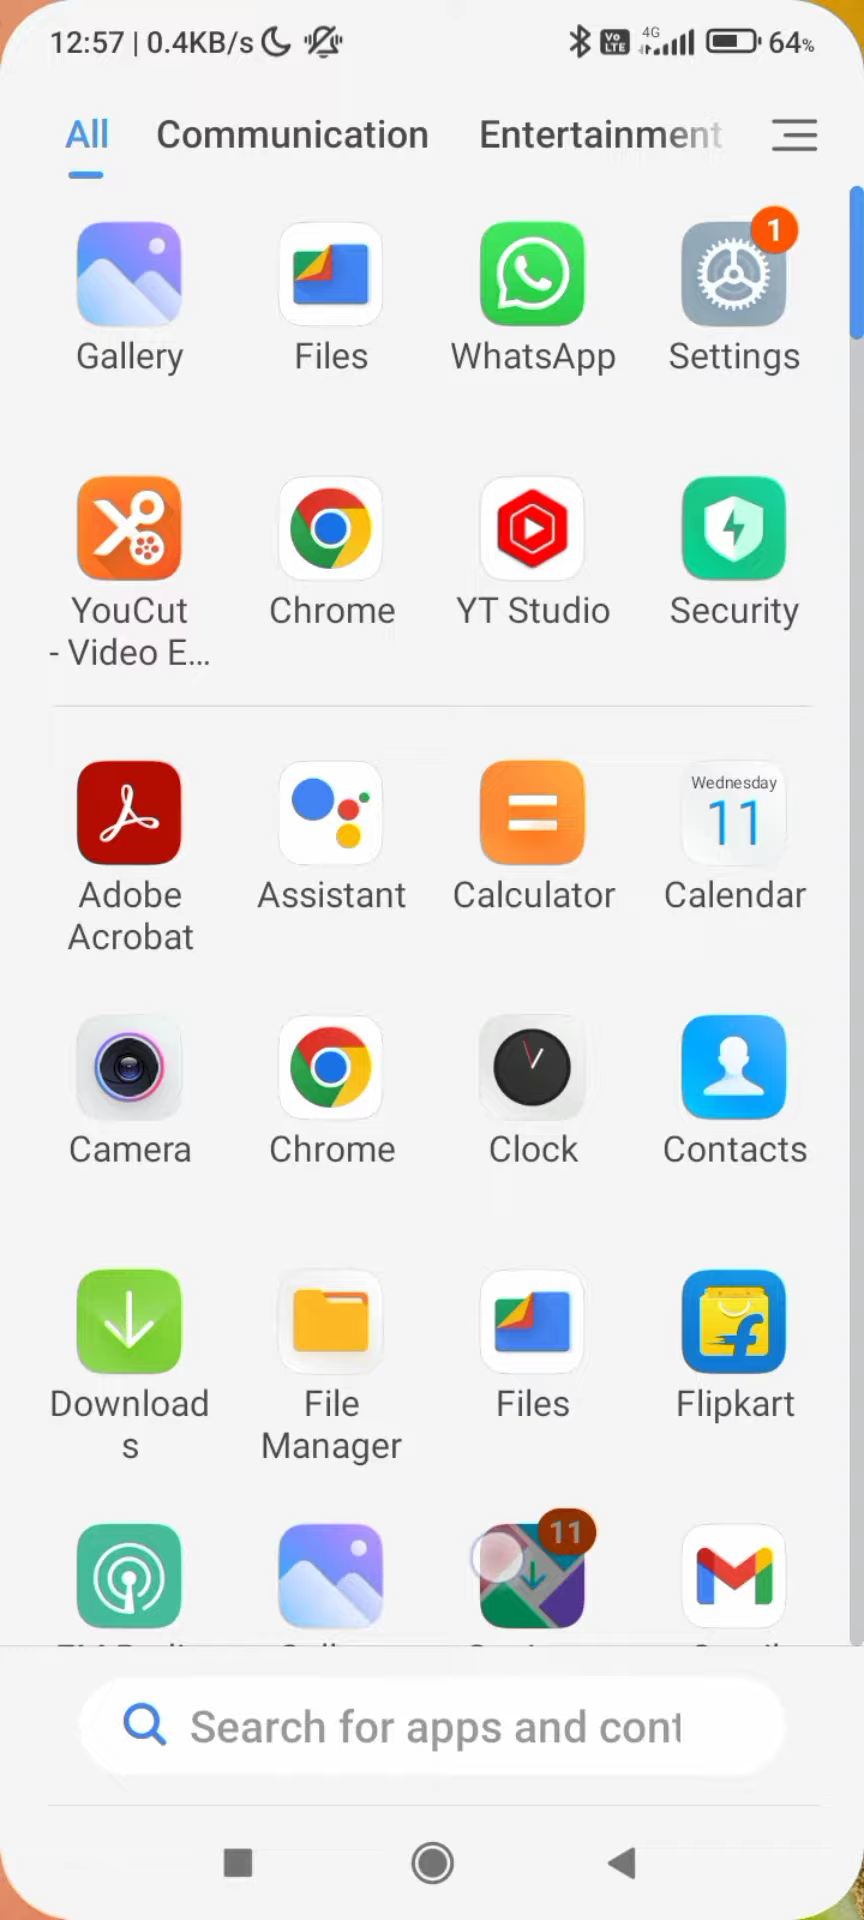 12:57 | 0.4KB/s VoLTE 4G 64%
All Communication Entertainment
1
Gallery Files WhatsApp Settings
YouCut Chrome YT Studio Security
- Video E...
Wednesday
11
Adobe Assistant Calculator Calendar
Acrobat
Camera Chrome Clock Contacts
Download File Files Flipkart
s Manager
11
Search for apps and cont